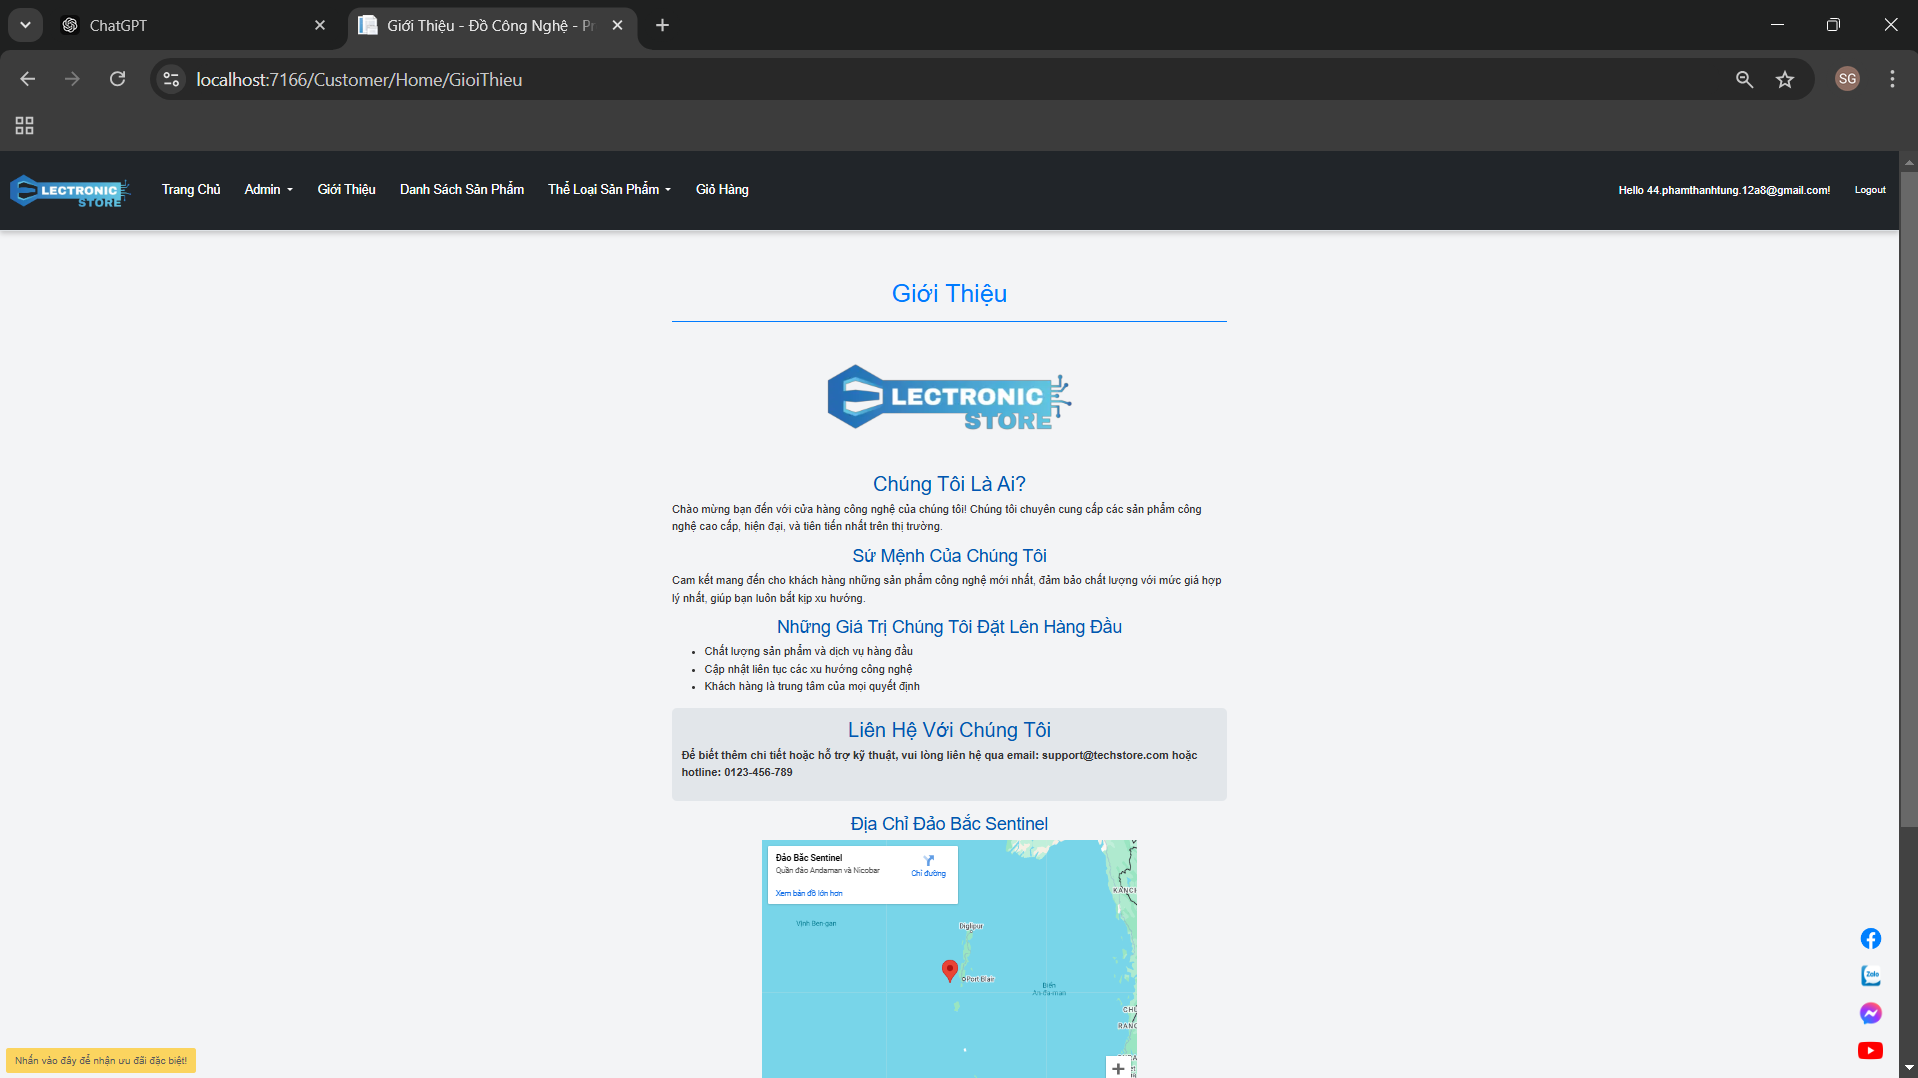 ChatGPT
Giới Thiệu - Đồ Công Nghệ - Pr
localhost:7166/Customer/Home/GioiThieu
SG
LECTRONIC
STORE
Trang Chủ
Admin
Giới Thiệu
Danh Sách Sản Phẩm
Thể Loại Sản Phẩm
Giỏ Hàng
Hello 44.phamthanhtung.12a8@gmail.com!
Logout
Giới Thiệu
LECTRONIC
STORE
Chúng Tôi Là Ai?
Chào mừng bạn đến với cửa hàng công nghệ của chúng tôi! Chúng tôi chuyên cung cấp các sản phẩm công
nghệ cao cấp, hiện đại, và tiên tiến nhất trên thị trường.
Sứ Mệnh Của Chúng Tôi
Cam kết mang đến cho khách hàng những sản phẩm công nghệ mới nhất, đảm bảo chất lượng với mức giá hợp
lý nhất, giúp bạn luôn bắt kịp xu hướng.
Những Giá Trị Chúng Tôi Đặt Lên Hàng Đầu
Chất lượng sản phẩm và dịch vụ hàng đầu
Cập nhật liên tục các xu hướng công nghệ
Khách hàng là trung tâm của mọi quyết định
Liên Hệ Với Chúng Tôi
Để biết thêm chi tiết hoặc hỗ trợ kỹ thuật, vui lòng liên hệ qua email: support@techstore.com hoặc
hotline: 0123-456-789
Địa Chỉ Đảo Bắc Sentinel
Đảo Bắc Sentinel
Quần đảo Andaman và Nicobar
Chỉ đường
Xem bản đồ lớn hơn
KANCH
Vịnh Ben gan
Diglipur
Port Blair
Biển
An-đa-man
RANG
Zalo
Nhấn vào đây để nhận ưu đãi đặc biệt!